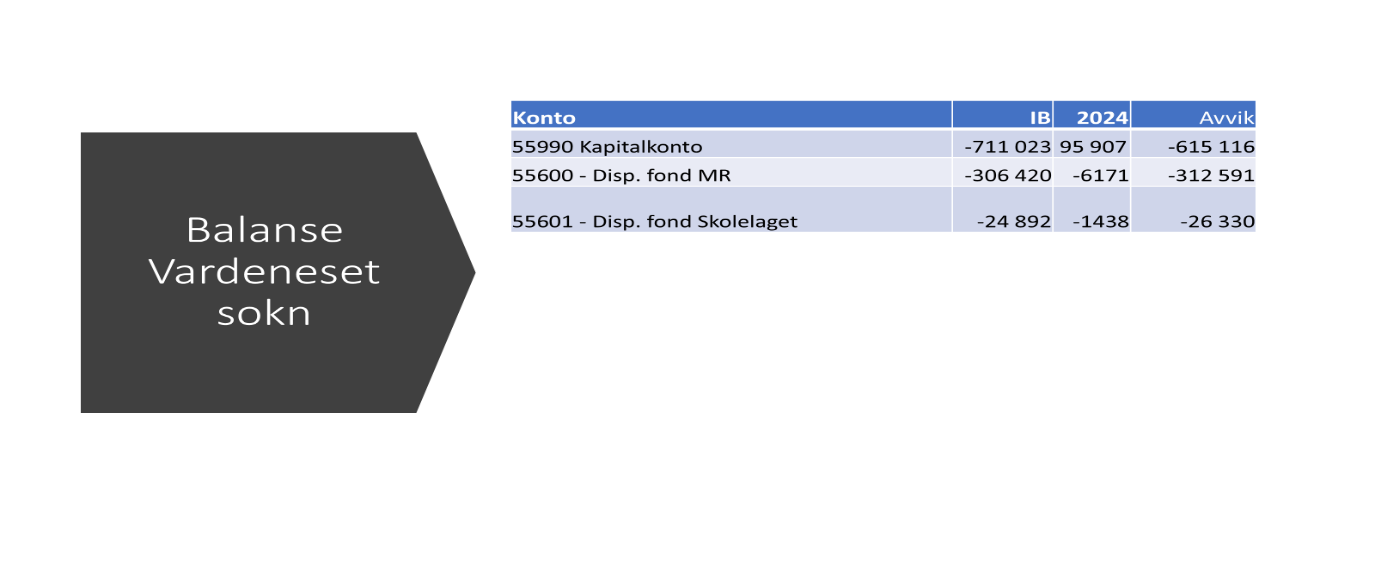 Balanse
Vardeneset
sokn
Konto IB 2024 Avvik
55990 Kapitalkonto -711 023 95 907 -615 116
55600 - Disp. fond MR -306 420 -6171 -312 591
55601 - Disp. fond Skolelaget -24 892 -1438 -26 330